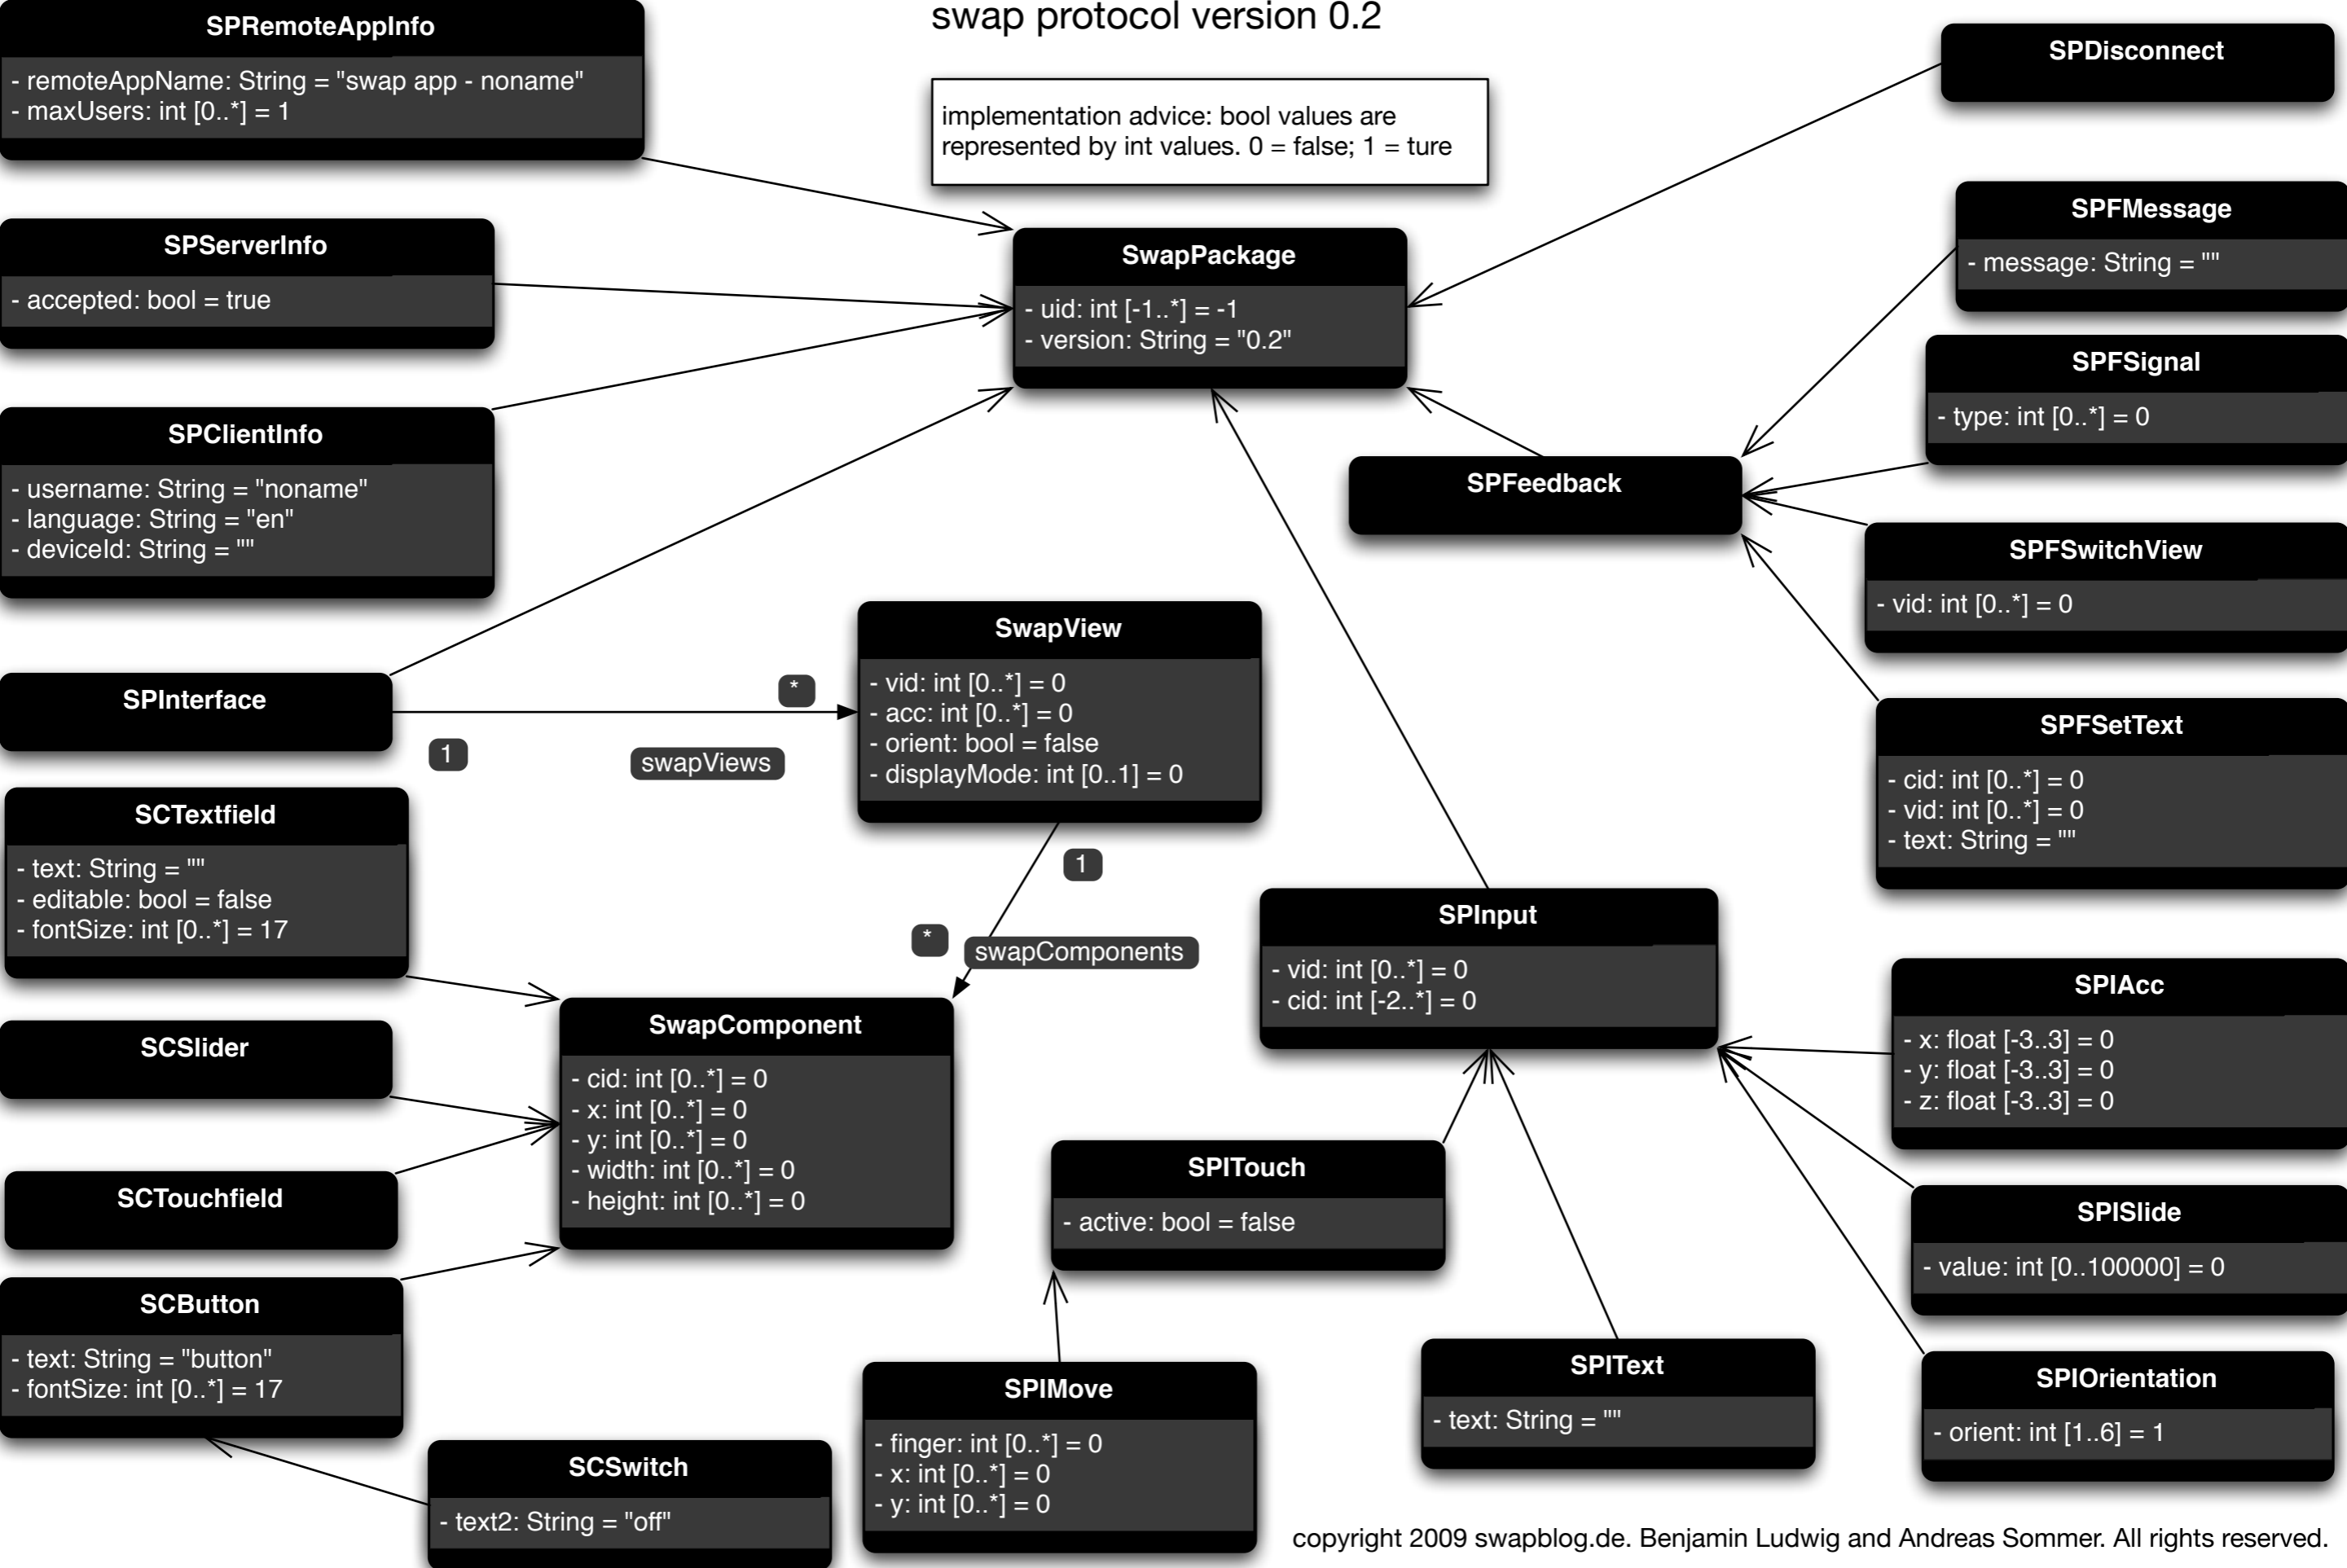 swap protocol version 0.2
implementation advice: bool values are
represented by int values. 0 = false; 1 = ture
SPRemoteAppInfo
- remoteAppName: String = "swap app - noname"
- maxUsers: int [0..*] = 1
SPServerInfo
- accepted: bool = true
SPClientInfo
- username: String = "noname"
- language: String = "en"
- deviceId: String = ""
SPInterface
1
*
swapViews
SwapPackage
- uid: int [-1..*] = -1
- version: String = "0.2"
SPDisconnect
SPFMessage
- message: String = ""
SPFSignal
- type: int [0..*] = 0
SPFeedback
SPFSwitchView
- vid: int [0..*] = 0
SPFSetText
- cid: int [0..*] = 0
- vid: int [0..*] = 0
- text: String = ""
SwapView
- vid: int [0..*] = 0
- acc: int [0..*] = 0
- orient: bool = false
- displayMode: int [0..1] = 0
1
*
swapComponents
SCTextfield
- text: String = ""
- editable: bool = false
- fontSize: int [0..*] = 17
SCSlider
SCTouchfield
SCButton
- text: String = "button"
- fontSize: int [0..*] = 17
SCSwitch
- text2: String = "off"
SwapComponent
- cid: int [0..*] = 0
- x: int [0..*] = 0
- y: int [0..*] = 0
- width: int [0..*] = 0
- height: int [0..*] = 0
SPInput
- vid: int [0..*] = 0
- cid: int [-2..*] = 0
SPITouch
- active: bool = false
SPIMove
- finger: int [0..*] = 0
- x: int [0..*] = 0
- y: int [0..*] = 0
SPIText
- text: String = ""
SPIAcc
- x: float [-3..3] = 0
- y: float [-3..3] = 0
- z: float [-3..3] = 0
SPISlide
- value: int [0..100000] = 0
SPIOrientation
- orient: int [1..6] = 1
copyright 2009 swapblog.de. Benjamin Ludwig and Andreas Sommer. All rights reserved.